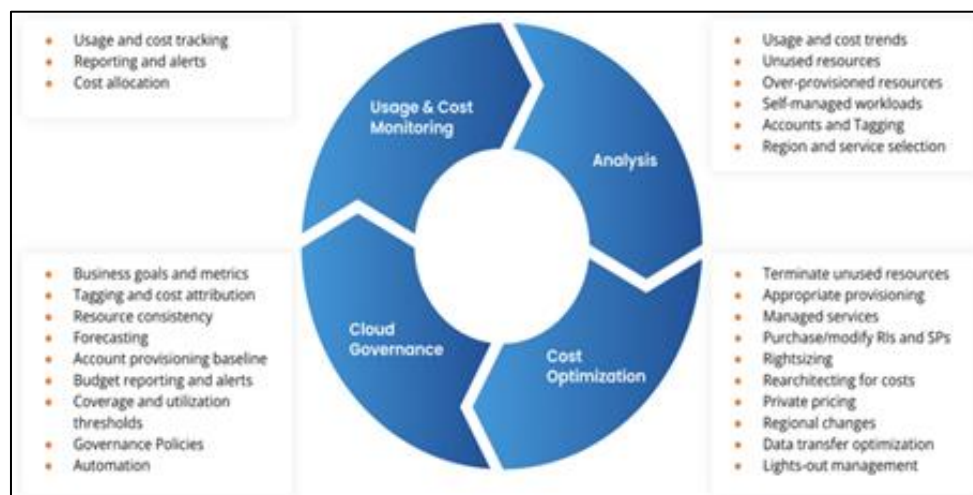 Usage and cost tracking
Reporting and alerts
Cost allocation
Usage & Cost
Monitoring
Usage and cost trends
Unused resources
Over-provisioned resources
Self-managed workloads
Accounts and Tagging
Region and service selection
Analysis
Business goals and metrics
Tagging and cost attribution
Resource consistency
Forecasting
Account provisioning baseline
Budget reporting and alerts
Coverage and utilization
thresholds
Governance Policies
Automation
Cloud
Governance
Cost
Optimization
Terminate unused resources
Appropriate provisioning
Managed services
Purchase/modify RIs and SPs
Rightsizing
Rearchitecting for costs
Private pricing
Regional changes
Data transfer optimization
Lights-out management